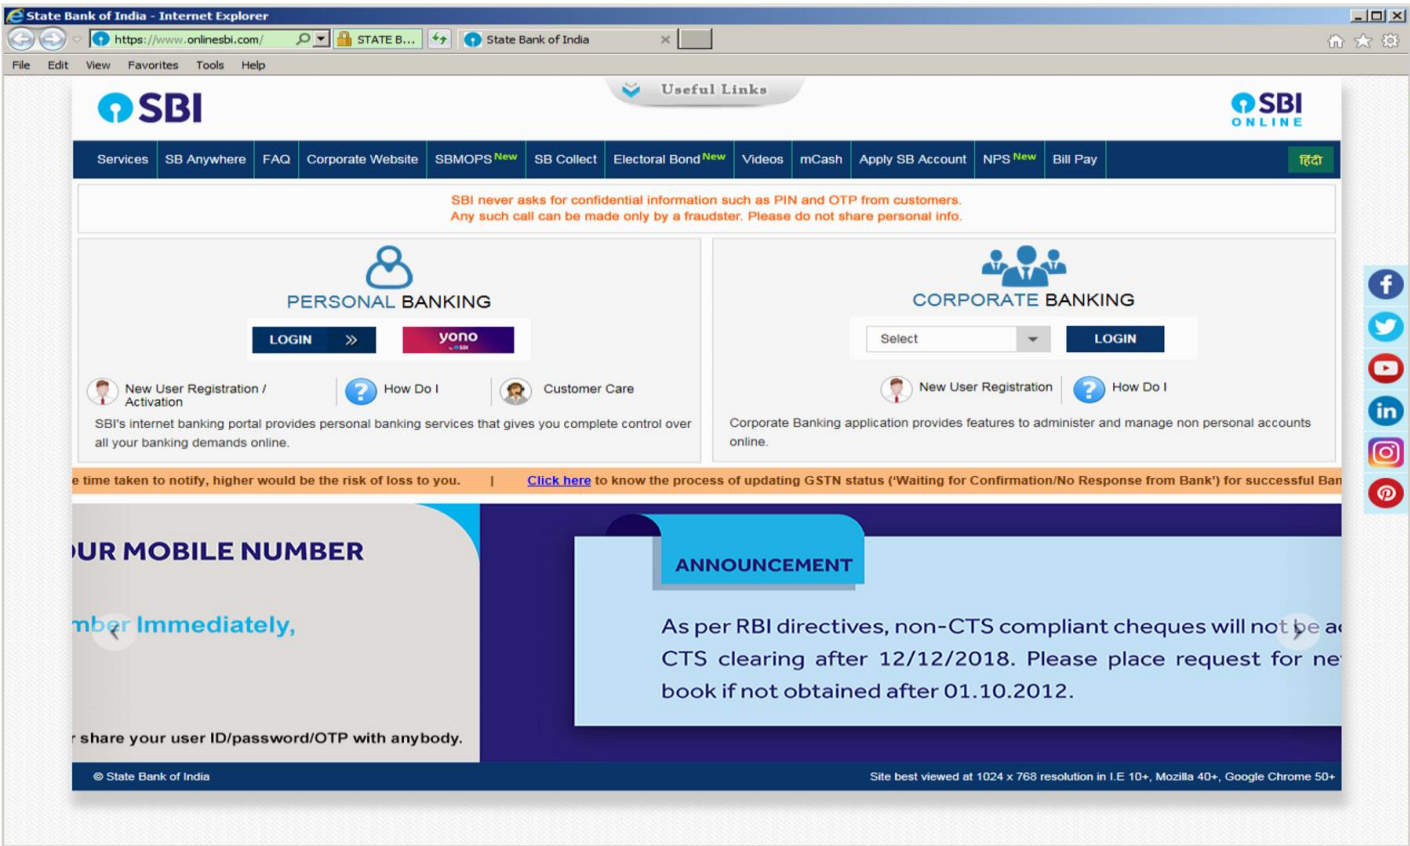 State Bank of India - Internet Explorer
https://www.onlinesbi.com/
STATE B...
State Bank of India
File Edit View Favorites Tools Help
SBI
Useful Links
SBI
ONLINE
Services SB Anywhere FAQ Corporate Website SBMOPS New SB Collect Electoral Bond New Videos mCash Apply SB Account NPS New Bill Pay हिंदी
SBI never asks for confidential information such as PIN and OTP from customers.
Any such call can be made only by a fraudster. Please do not share personal info.
PERSONAL BANKING
LOGIN
yono
SBI
New User Registration /
Activation
How Do I
Customer Care
SBI's internet banking portal provides personal banking services that gives you complete control over
all your banking demands online.
CORPORATE BANKING
Select
LOGIN
New User Registration
How Do I
Corporate Banking application provides features to administer and manage non personal accounts
online.
e time taken to notify, higher would be the risk of loss to you. | Click here to know the process of updating GSTN status ('Waiting for Confirmation/No Response from Bank') for successful Ban
OUR MOBILE NUMBER
mber Immediately,
r share your user ID/password/OTP with anybody.
ANNOUNCEMENT
As per RBI directives, non-CTS compliant cheques will not be a
CTS clearing after 12/12/2018. Please place request for ne
book if not obtained after 01.10.2012.
© State Bank of India
Site best viewed at 1024 x 768 resolution in I.E 10+, Mozilla 40+, Google Chrome 50+